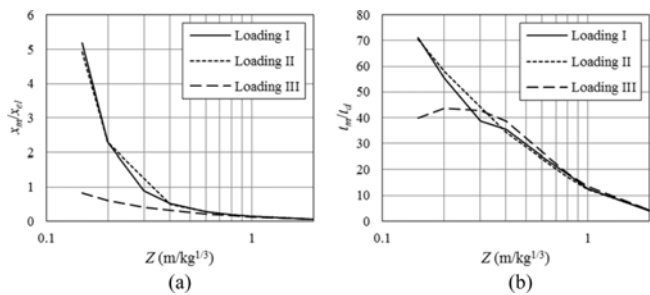 6
5
4
3
2
1
0
x_m/x_el
Loading I
Loading II
Loading III
0.1
1
Z (m/kg^1/3)
(a)
80
70
60
50
40
30
20
10
0
t_m/t_d
Loading I
Loading II
Loading III
0.1
1
Z (m/kg^1/3)
(b)